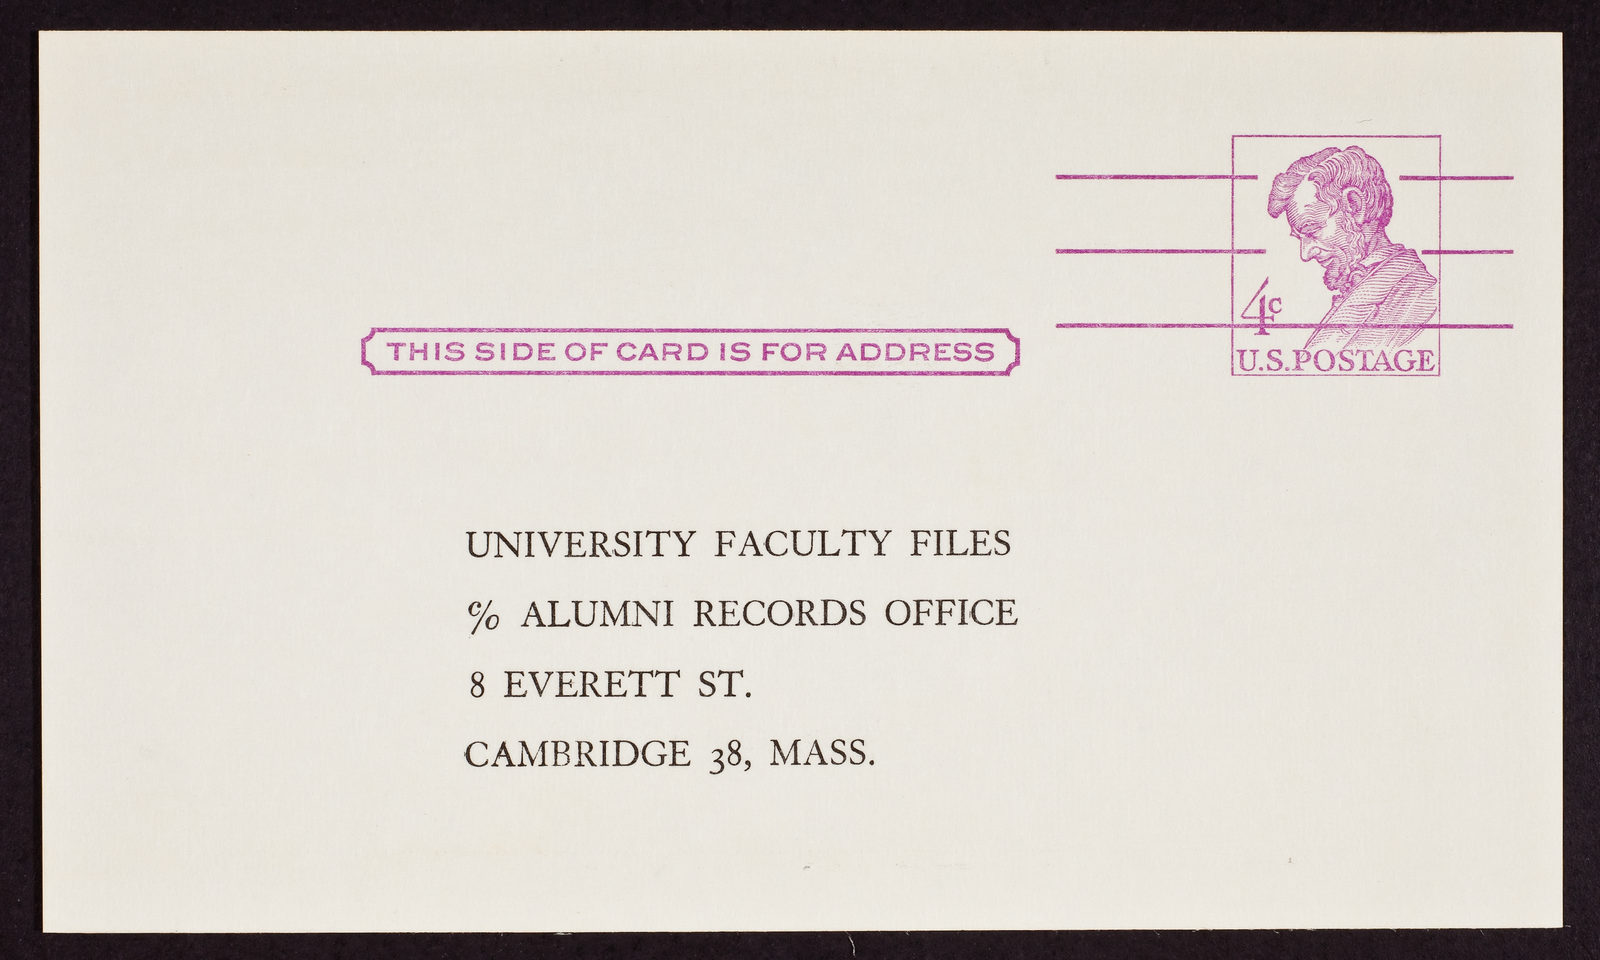 4c
U.S.POSTAGE
THIS SIDE OF CARD IS FOR ADDRESS
UNIVERSITY FACULTY FILES
℅ ALUMNI RECORDS OFFICE
8 EVERETT ST.
CAMBRIDGE 38, MASS.